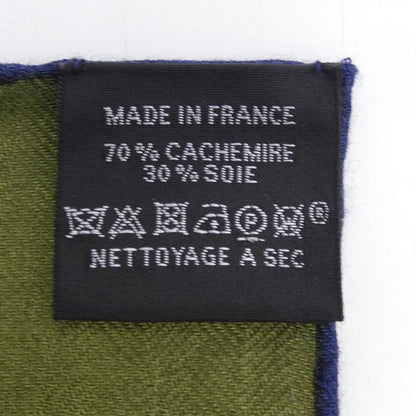 MADE IN FRANCE
70 % CACHEMIRE
30 % SOIE
P ®
NETTOYAGE À SEC